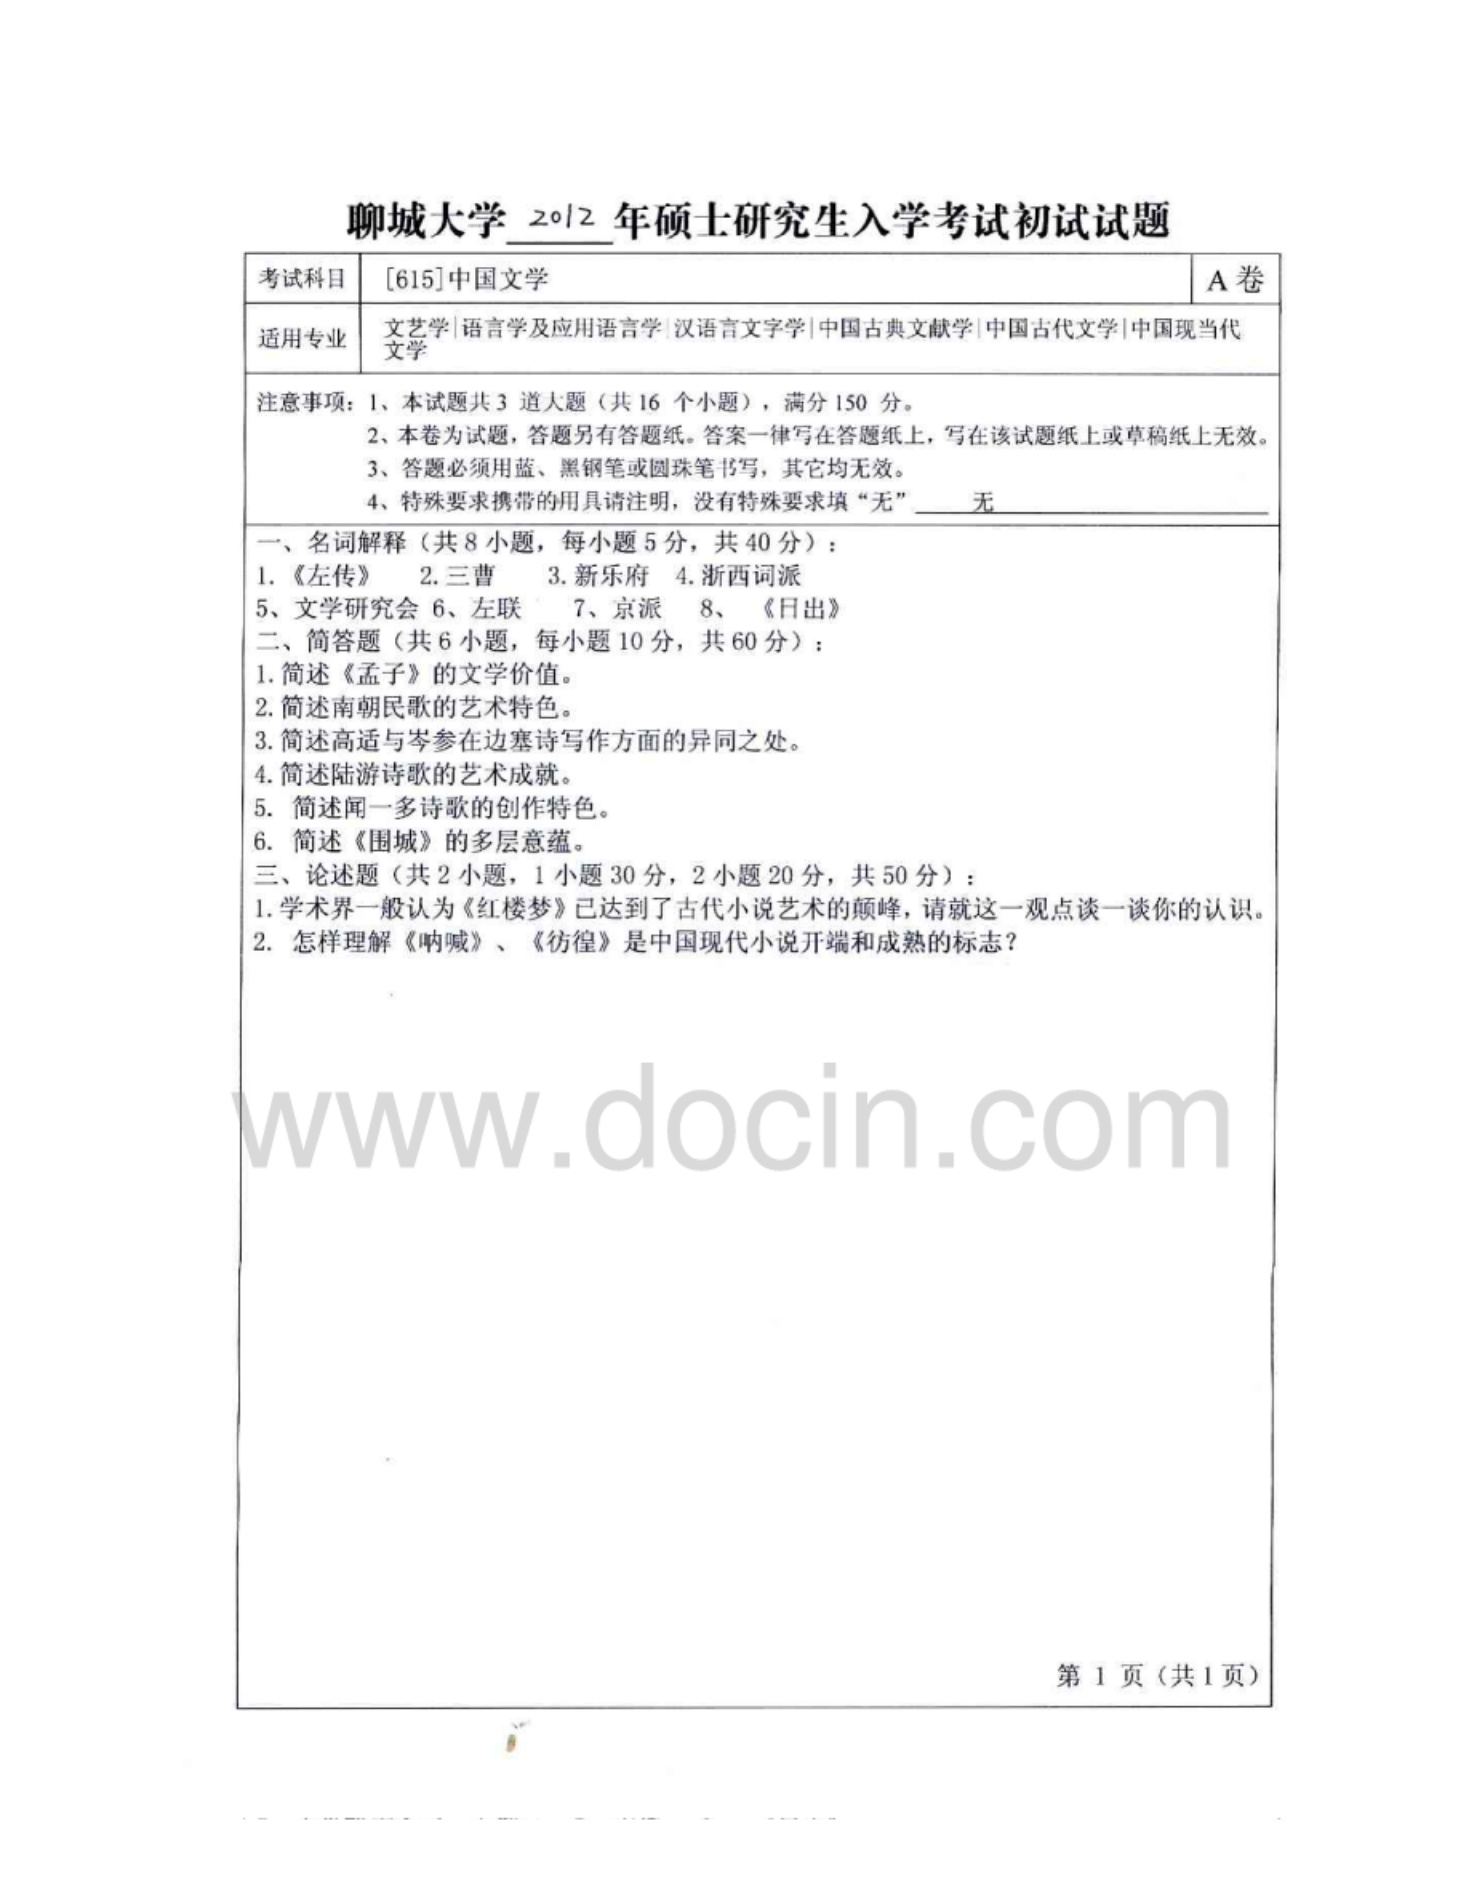 聊城大学 2012 年硕士研究生入学考试初试试题
考试科目 [615]中国文学 A 卷
适用专业 文艺学|语言学及应用语言学|汉语言文字学|中国古典文献学|中国古代文学|中国现当代
文学
注意事项：1、本试题共 3 道大题（共 16 个小题），满分 150 分。
2、本卷为试题，答题另有答题纸。答案一律写在答题纸上，写在该试题纸上或草稿纸上无效。
3、答题必须用蓝、黑钢笔或圆珠笔书写，其它均无效。
4、特殊要求携带的用具请注明，没有特殊要求填“无” 无
一、名词解释（共 8 小题，每小题 5 分，共 40 分）：
1.《左传》 2.三曹 3.新乐府 4.浙西词派
5、文学研究会 6、左联 7、京派 8、《日出》
二、简答题（共 6 小题，每小题 10 分，共 60 分）：
1.简述《孟子》的文学价值。
2.简述南朝民歌的艺术特色。
3.简述高适与岑参在边塞诗写作方面的异同之处。
4.简述陆游诗歌的艺术成就。
5. 简述闻一多诗歌的创作特色。
6. 简述《围城》的多层意蕴。
三、论述题（共 2 小题，1 小题 30 分，2 小题 20 分，共 50 分）：
1.学术界一般认为《红楼梦》已达到了古代小说艺术的颠峰，请就这一观点谈一谈你的认识。
2. 怎样理解《呐喊》、《彷徨》是中国现代小说开端和成熟的标志？
www.docin.com
第 1 页（共 1 页）